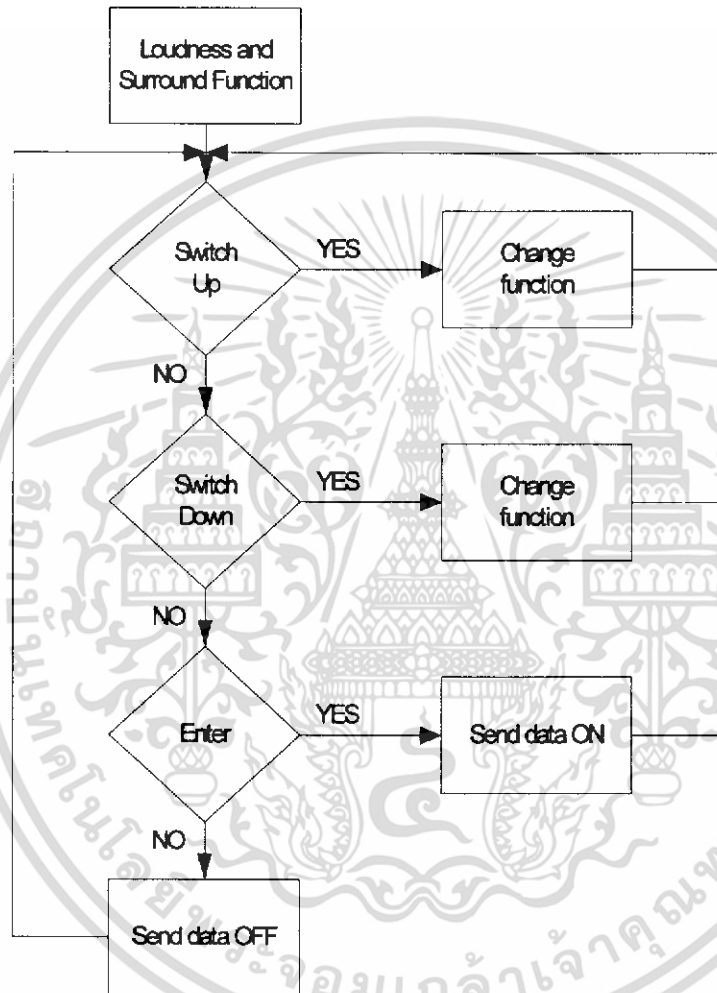 Loudness and
Surround Function
Switch
Up
YES
Change
function
NO
Switch
Down
YES
Change
function
NO
Enter
YES
Send data ON
NO
Send data OFF